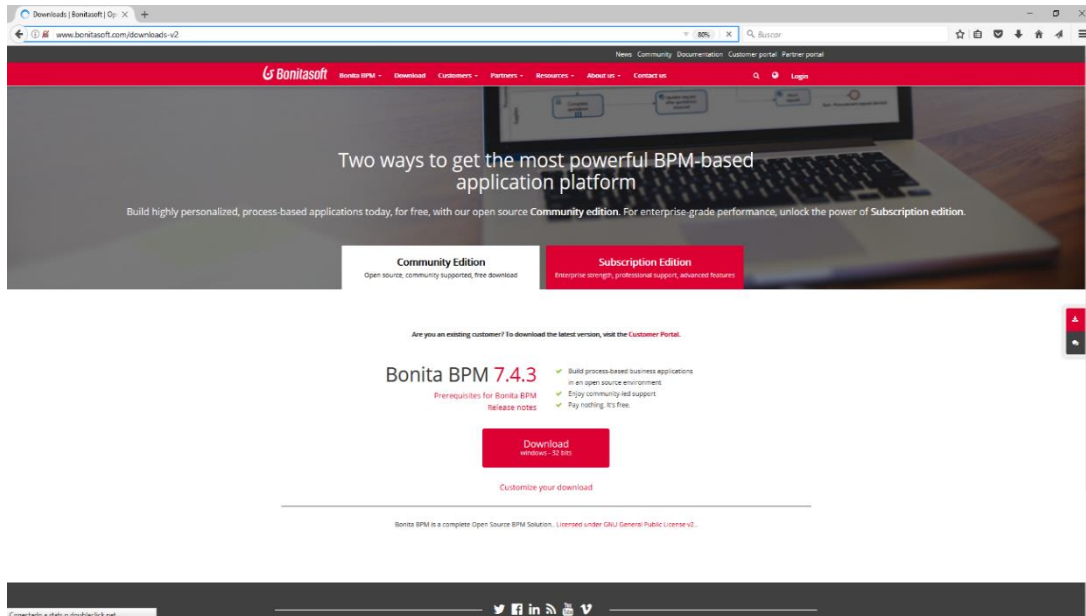 Downloads | Bonitasoft | Op
www.bonitasoft.com/downloads-v2
80%
Buscar
News Community Documentation Customer portal Partner portal
Bonitasoft Bonita BPM Download Customers Partners Resources About us Contact us Login
Two ways to get the most powerful BPM-based
application platform
Build highly personalized, process-based applications today, for free, with our open source Community edition. For enterprise-grade performance, unlock the power of Subscription edition.
Community Edition
Open source, community supported, free download
Subscription Edition
Enterprise strength, professional support, advanced features
Are you an existing customer? To download the latest version, visit the Customer Portal.
Bonita BPM 7.4.3
Prerequisites for Bonita BPM
Release notes
Build process-based business applications
in an open source environment
Enjoy community-led support
Pay nothing. It's free.
Download
windows - 32 bits
Customize your download
Bonita BPM is a complete Open Source BPM Solution.. Licensed under GNU General Public License v2..